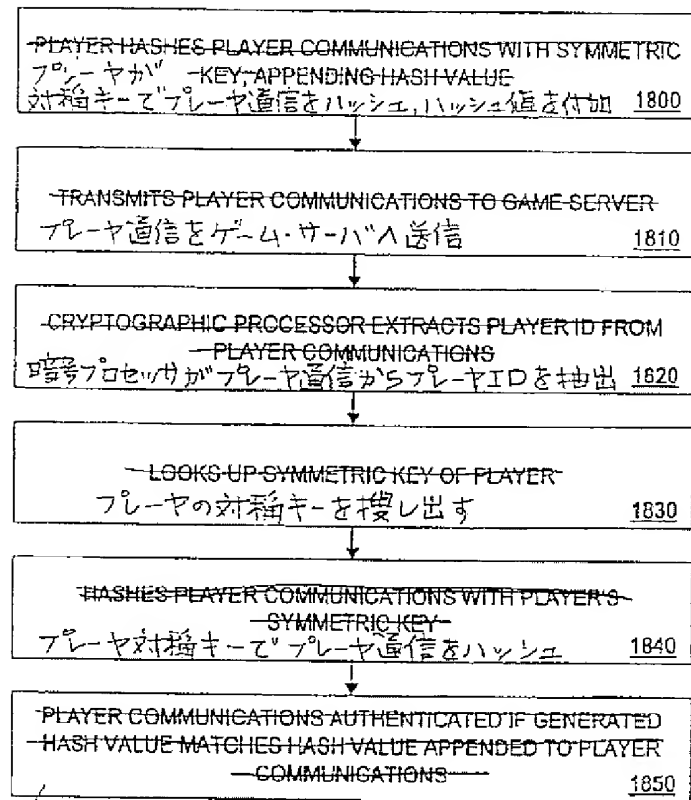 PLAYER HASHES PLAYER COMMUNICATIONS WITH SYMMETRIC
プレーヤが KEY, APPENDING HASH VALUE
対稱キーでプレーヤ通信をハッシュ,ハッシュ値を付加 1800
TRANSMITS PLAYER COMMUNICATIONS TO GAME SERVER
プレーヤ通信をゲーム・サーバへ送信 1810
CRYPTOGRAPHIC PROCESSOR EXTRACTS PLAYER ID FROM
PLAYER COMMUNICATIONS
暗号プロセッサがプレーヤ通信からプレーヤIDを抽出 1820
LOOKS UP SYMMETRIC KEY OF PLAYER
プレーヤの対稱キーを捜し出す 1830
HASHES PLAYER COMMUNICATIONS WITH PLAYER'S
SYMMETRIC KEY
プレーヤ対稱キーでプレーヤ通信をハッシュ 1840
PLAYER COMMUNICATIONS AUTHENTICATED IF GENERATED
HASH VALUE MATCHES HASH VALUE APPENDED TO PLAYER
COMMUNICATIONS 1850